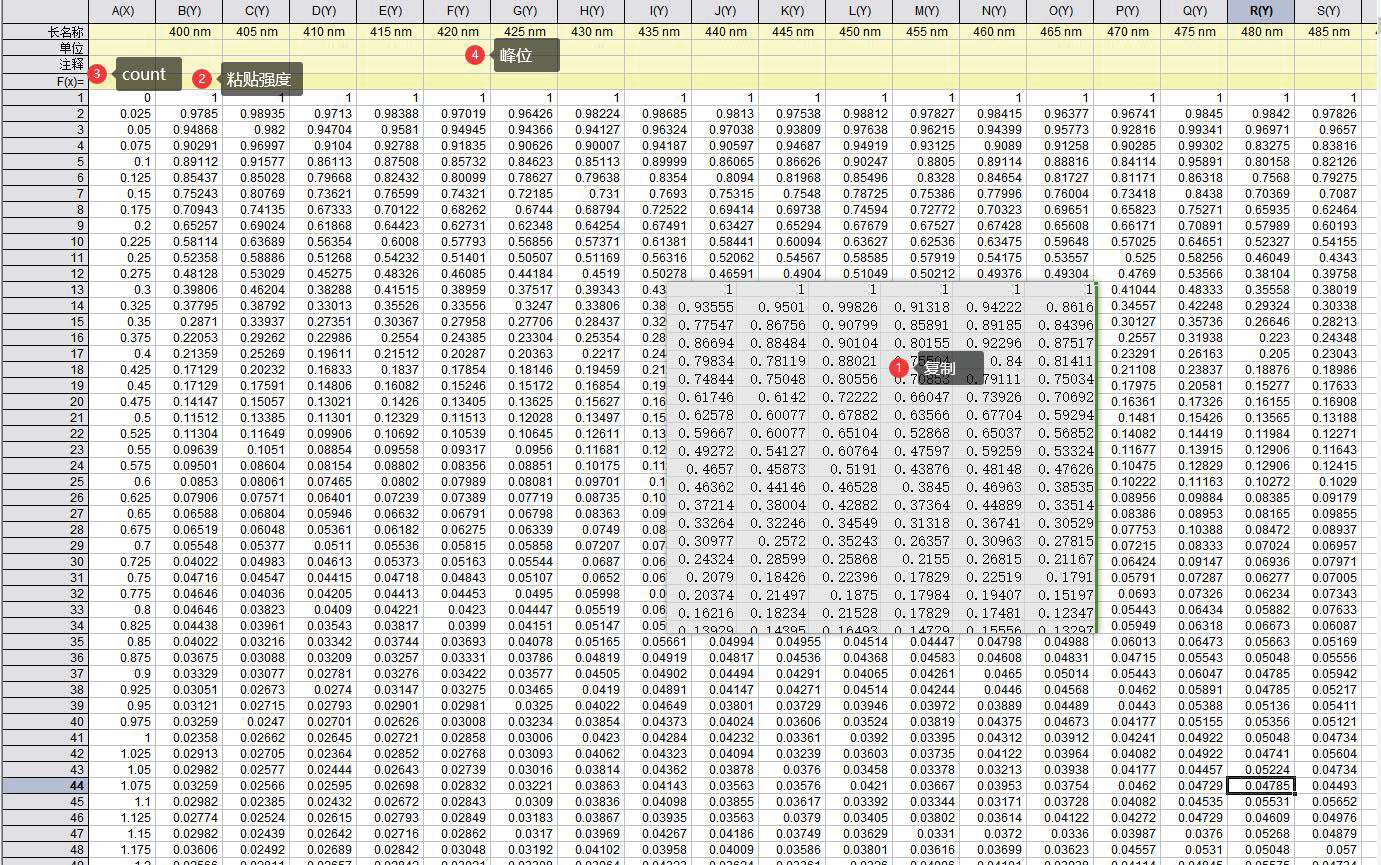 A(X) B(Y) C(Y) D(Y) E(Y) F(Y) G(Y) H(Y) I(Y) J(Y) K(Y) L(Y) M(Y) N(Y) O(Y) P(Y) Q(Y) R(Y) S(Y)
长名称 400 nm 405 nm 410 nm 415 nm 420 nm 425 nm 430 nm 435 nm 440 nm 445 nm 450 nm 455 nm 460 nm 465 nm 470 nm 475 nm 480 nm 485 nm
单位
4 峰位
注释
F(x)=
3 count
2 粘贴强度
1 0 1 1 1 1 1 1 1 1 1 1 1 1 1 1 1 1 1 1
2 0.025 0.9785 0.98935 0.9713 0.98388 0.97019 0.96426 0.98224 0.98685 0.9813 0.97538 0.98812 0.97827 0.98415 0.96377 0.96741 0.9845 0.9842 0.97826
3 0.05 0.94868 0.982 0.94704 0.9581 0.94945 0.94366 0.94127 0.96324 0.97038 0.93809 0.97638 0.96215 0.94399 0.95773 0.92816 0.99341 0.96971 0.9657
4 0.075 0.90291 0.96997 0.9104 0.92788 0.91835 0.90626 0.90007 0.94187 0.90597 0.94687 0.94919 0.93125 0.9089 0.91258 0.90285 0.99302 0.83275 0.83816
5 0.1 0.89112 0.91577 0.86113 0.87508 0.85732 0.84623 0.85113 0.89999 0.86065 0.86626 0.90247 0.8805 0.89114 0.88816 0.84114 0.95891 0.80158 0.82126
6 0.125 0.85437 0.85028 0.79668 0.82432 0.80099 0.78627 0.79638 0.8354 0.8094 0.81968 0.85496 0.8328 0.84654 0.81727 0.81171 0.86318 0.7568 0.79275
7 0.15 0.75243 0.80769 0.73621 0.76599 0.74321 0.72185 0.731 0.7693 0.75315 0.7548 0.78725 0.75386 0.77996 0.76004 0.73418 0.8438 0.70369 0.7087
8 0.175 0.70943 0.74135 0.67333 0.70122 0.68262 0.6744 0.68794 0.72522 0.69414 0.69738 0.74594 0.72772 0.70323 0.69651 0.65823 0.75271 0.65935 0.62464
9 0.2 0.65257 0.69024 0.61868 0.64423 0.62731 0.62348 0.64254 0.67491 0.63427 0.65294 0.67679 0.67527 0.67428 0.65608 0.66171 0.70891 0.57989 0.60193
10 0.225 0.58114 0.63689 0.56354 0.6008 0.57793 0.56856 0.57371 0.61381 0.58441 0.60094 0.63627 0.62536 0.63475 0.59648 0.57025 0.64651 0.52327 0.54155
11 0.25 0.52358 0.58886 0.51268 0.54232 0.51401 0.50507 0.51169 0.56316 0.52062 0.54567 0.58585 0.57919 0.54175 0.53557 0.525 0.58256 0.46049 0.4343
12 0.275 0.48128 0.53029 0.45275 0.48326 0.46085 0.44184 0.4519 0.50278 0.46591 0.4904 0.51049 0.50212 0.49376 0.49304 0.4769 0.53566 0.38104 0.39758
13 0.3 0.39806 0.46204 0.38288 0.41515 0.38959 0.37517 0.39343 0.41044 0.48333 0.35558 0.38019
14 0.325 0.37795 0.38792 0.33013 0.35526 0.33556 0.3247 0.33806 0.34557 0.42248 0.29324 0.30338
15 0.35 0.2871 0.33937 0.27351 0.30367 0.27958 0.27706 0.28437 0.30127 0.35736 0.26646 0.28213
16 0.375 0.22053 0.29262 0.22986 0.2554 0.24385 0.23304 0.25354 0.2557 0.31938 0.223 0.24348
17 0.4 0.21359 0.25269 0.19611 0.21512 0.20287 0.20363 0.2217 0.23291 0.26163 0.205 0.23043
18 0.425 0.17129 0.20232 0.16833 0.1837 0.17854 0.18146 0.19459 0.21108 0.23837 0.18876 0.18986
19 0.45 0.17129 0.17591 0.14806 0.16082 0.15246 0.15172 0.16854 0.17975 0.20581 0.15277 0.17633
20 0.475 0.14147 0.15057 0.13021 0.1426 0.13405 0.13625 0.15627 0.16361 0.17326 0.16155 0.16908
21 0.5 0.11512 0.13385 0.11301 0.12329 0.11513 0.12028 0.13497 0.1481 0.15426 0.13565 0.13188
22 0.525 0.11304 0.11649 0.09906 0.10692 0.10539 0.10645 0.12611 0.14082 0.14419 0.11984 0.12271
23 0.55 0.09639 0.1051 0.08854 0.09558 0.09317 0.0956 0.11681 0.11677 0.13915 0.12906 0.11643
24 0.575 0.09501 0.08604 0.08154 0.08802 0.08356 0.08851 0.10175 0.10475 0.12829 0.12906 0.12415
25 0.6 0.0853 0.08061 0.07465 0.0802 0.07989 0.08081 0.09701 0.10222 0.11163 0.10272 0.1029
26 0.625 0.07906 0.07571 0.06401 0.07239 0.07389 0.07719 0.08735 0.08956 0.09884 0.08385 0.09179
27 0.65 0.06588 0.06804 0.05946 0.06632 0.06791 0.06798 0.08363 0.08386 0.08953 0.08165 0.09855
28 0.675 0.06519 0.06048 0.05361 0.06182 0.06275 0.06339 0.0749 0.07753 0.10388 0.08472 0.08937
29 0.7 0.05548 0.05377 0.0511 0.05536 0.05815 0.05858 0.07207 0.07215 0.08333 0.07024 0.06957
30 0.725 0.04022 0.04983 0.04613 0.05373 0.05163 0.05544 0.0687 0.06424 0.09147 0.06936 0.07971
31 0.75 0.04716 0.04547 0.04415 0.04718 0.04843 0.05107 0.0652 0.05791 0.07287 0.06277 0.07005
32 0.775 0.04646 0.04036 0.04205 0.04413 0.04453 0.0495 0.05998 0.0693 0.07326 0.06234 0.07343
33 0.8 0.04646 0.03823 0.0409 0.04221 0.0423 0.04447 0.05519 0.05443 0.06434 0.05882 0.07633
34 0.825 0.04438 0.03961 0.03543 0.03817 0.0399 0.04151 0.05147 0.05949 0.06318 0.06673 0.06087
1 1 1 1 1 1
0.93555 0.9501 0.99826 0.91318 0.94222 0.8616
0.77547 0.86756 0.90799 0.85891 0.89185 0.84396
0.86694 0.88484 0.90104 0.80155 0.92296 0.87517
0.79834 0.78119 0.88021 0.84 0.81411
1 复制
0.74844 0.75048 0.80556 0.70853 0.79111 0.75034
0.61746 0.6142 0.72222 0.66047 0.73926 0.70692
0.62578 0.60077 0.67882 0.63566 0.67704 0.59294
0.59667 0.60077 0.65104 0.52868 0.65037 0.56852
0.49272 0.54127 0.60764 0.47597 0.59259 0.53324
0.4657 0.45873 0.5191 0.43876 0.48148 0.47626
0.46362 0.44146 0.46528 0.3845 0.46963 0.38535
0.37214 0.38004 0.42882 0.37364 0.44889 0.33514
0.33264 0.32246 0.34549 0.31318 0.36741 0.30529
0.30977 0.2572 0.35243 0.26357 0.30963 0.27815
0.24324 0.28599 0.25868 0.2155 0.26815 0.21167
0.2079 0.18426 0.22396 0.17829 0.22519 0.1791
0.20374 0.21497 0.1875 0.17984 0.19407 0.15197
0.16216 0.18234 0.21528 0.17829 0.17481 0.12347
0.13929 0.14395 0.16493 0.14729 0.15556 0.13297
35 0.85 0.04022 0.03216 0.03342 0.03744 0.03693 0.04078 0.05165 0.05661 0.04994 0.04955 0.04514 0.04447 0.04798 0.04988 0.06013 0.06473 0.05663 0.05169
36 0.875 0.03675 0.03088 0.03209 0.03257 0.03331 0.03786 0.04819 0.04919 0.04817 0.04536 0.04368 0.04583 0.04608 0.04831 0.04715 0.05543 0.05048 0.05556
37 0.9 0.03329 0.03077 0.02781 0.03276 0.03422 0.03577 0.04505 0.04902 0.04494 0.04291 0.04065 0.04261 0.0465 0.05014 0.05443 0.06047 0.04785 0.05942
38 0.925 0.03051 0.02673 0.0274 0.03147 0.03275 0.03465 0.0419 0.04891 0.04147 0.04271 0.04514 0.04244 0.0446 0.04568 0.0462 0.05891 0.04785 0.05217
39 0.95 0.03121 0.02715 0.02793 0.02901 0.02981 0.0325 0.04022 0.04649 0.03801 0.03729 0.03946 0.03972 0.03889 0.04489 0.0443 0.05388 0.05136 0.05411
40 0.975 0.03259 0.0247 0.02701 0.02626 0.03008 0.03234 0.03854 0.04373 0.04024 0.03606 0.03524 0.03819 0.04375 0.04673 0.04177 0.05155 0.05356 0.05121
41 1 0.02358 0.02662 0.02645 0.02721 0.02858 0.03006 0.0423 0.04284 0.04232 0.03361 0.0392 0.03395 0.04312 0.03912 0.04241 0.04922 0.05048 0.04734
42 1.025 0.02913 0.02705 0.02364 0.02852 0.02768 0.03093 0.04062 0.04323 0.04094 0.03239 0.03603 0.03735 0.04122 0.03964 0.04082 0.04922 0.04741 0.05604
43 1.05 0.02982 0.02577 0.02444 0.02643 0.02739 0.03016 0.03814 0.04362 0.03878 0.0376 0.03458 0.03378 0.03213 0.03938 0.04177 0.04457 0.05224 0.04734
44 1.075 0.03259 0.02566 0.02595 0.02698 0.02832 0.03221 0.03863 0.04143 0.03563 0.03576 0.0421 0.03667 0.03953 0.03754 0.0462 0.04729 0.04785 0.04493
45 1.1 0.02982 0.02385 0.02432 0.02672 0.02843 0.0309 0.03836 0.04098 0.03855 0.03617 0.03392 0.03344 0.03171 0.03728 0.04082 0.04535 0.05531 0.05652
46 1.125 0.02774 0.02524 0.02615 0.02793 0.02849 0.03183 0.03867 0.03935 0.03563 0.0379 0.03405 0.03802 0.03614 0.04122 0.04272 0.04729 0.04609 0.04976
47 1.15 0.02982 0.02439 0.02642 0.02716 0.02862 0.0317 0.03969 0.04267 0.04186 0.03749 0.03629 0.0331 0.0372 0.0336 0.03987 0.0376 0.05268 0.04879
48 1.175 0.03606 0.02492 0.02689 0.02842 0.03048 0.03192 0.04102 0.03958 0.04009 0.03586 0.03801 0.03616 0.03699 0.03623 0.04557 0.0531 0.05048 0.057